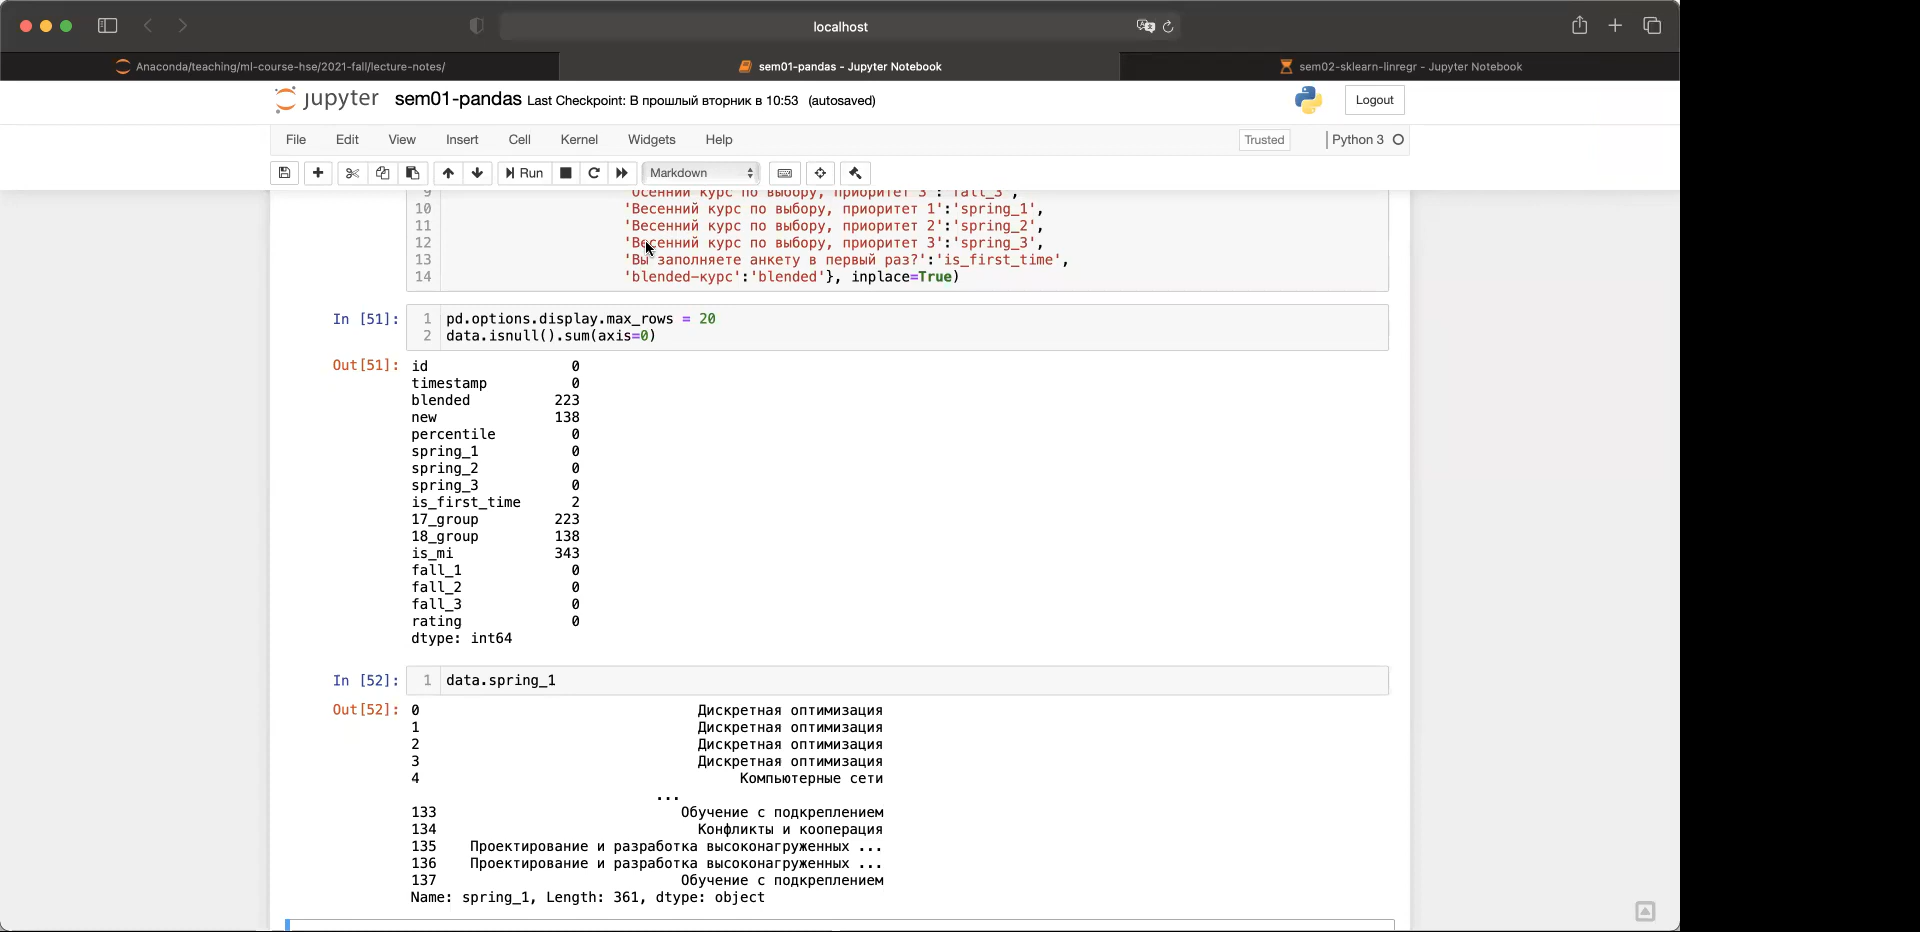 localhost
Anaconda/teaching/ml-course-hse/2021-fall/lecture-notes/
sem01-pandas - Jupyter Notebook
sem02-sklearn-linregr - Jupyter Notebook
jupyter sem01-pandas Last Checkpoint: В прошлый вторник в 10:53 (autosaved)
Logout
File Edit View Insert Cell Kernel Widgets Help
Trusted
Python 3
Run
Markdown
9 'Осенний курс по выбору, приоритет 3':'fall_3',
10 'Весенний курс по выбору, приоритет 1':'spring_1',
11 'Весенний курс по выбору, приоритет 2':'spring_2',
12 'Весенний курс по выбору, приоритет 3':'spring_3',
13 'Вы заполняете анкету в первый раз?':'is_first_time',
14 'blended-курс':'blended'}, inplace=True)
In [51]: 1 pd.options.display.max_rows = 20
2 data.isnull().sum(axis=0)
Out[51]: id 0
timestamp 0
blended 223
new 138
percentile 0
spring_1 0
spring_2 0
spring_3 0
is_first_time 2
17_group 223
18_group 138
is_mi 343
fall_1 0
fall_2 0
fall_3 0
rating 0
dtype: int64
In [52]: 1 data.spring_1
Out[52]: 0 Дискретная оптимизация
1 Дискретная оптимизация
2 Дискретная оптимизация
3 Дискретная оптимизация
4 Компьютерные сети
...
133 Обучение с подкреплением
134 Конфликты и кооперация
135 Проектирование и разработка высоконагруженных ...
136 Проектирование и разработка высоконагруженных ...
137 Обучение с подкреплением
Name: spring_1, Length: 361, dtype: object